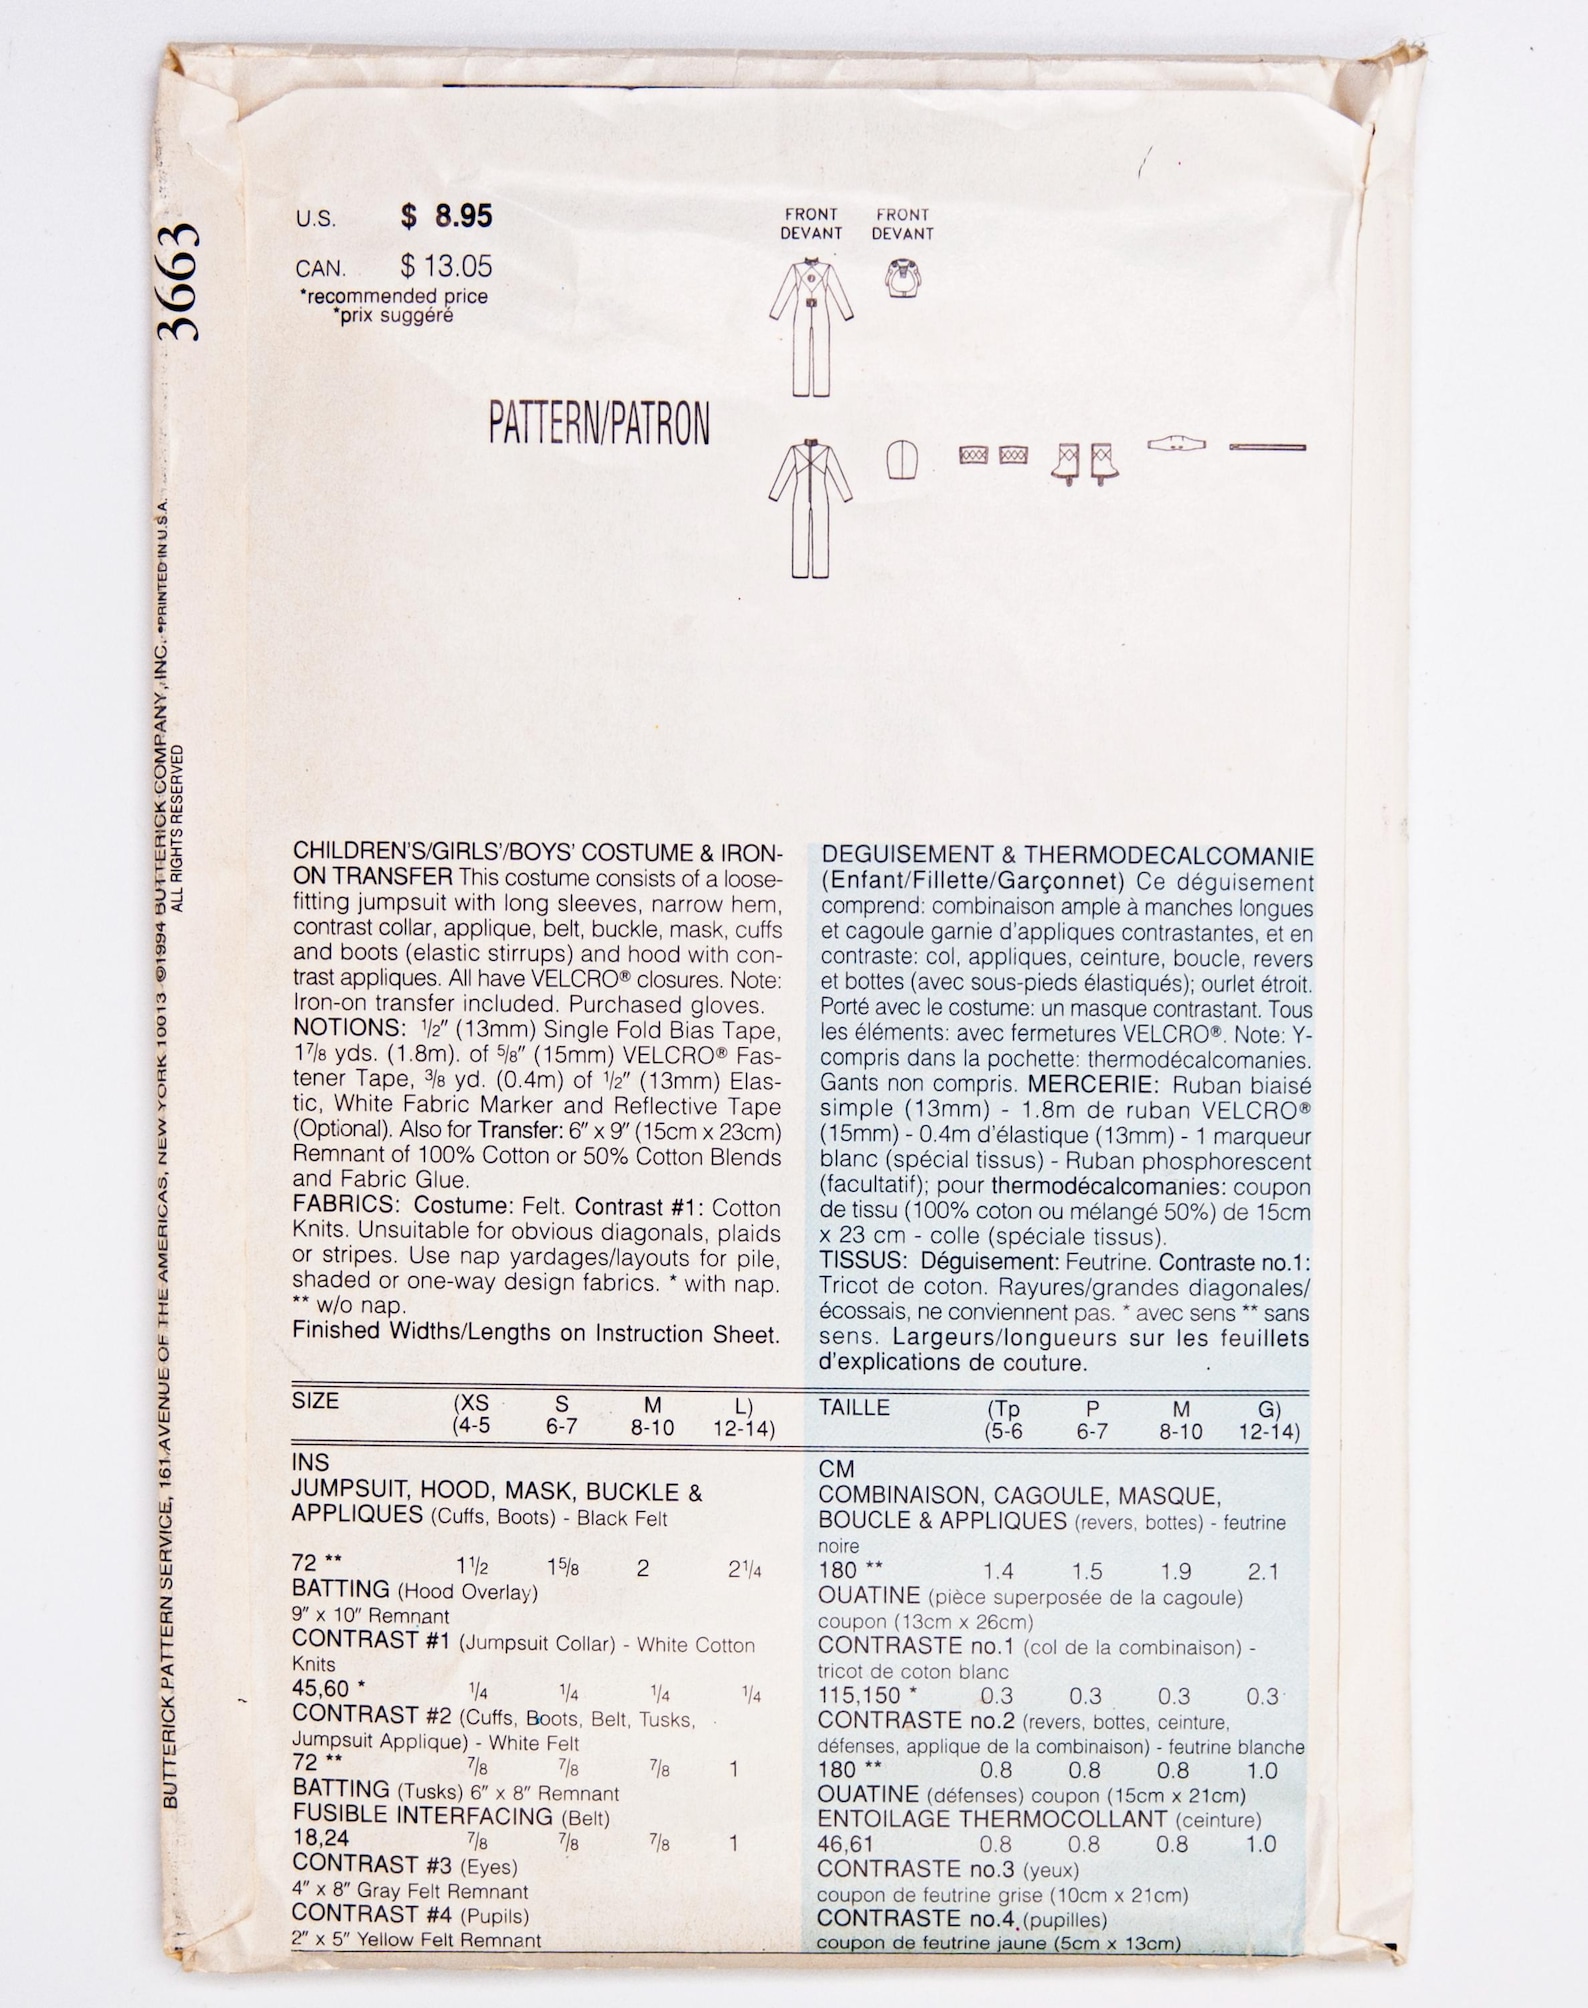 3663
BUTTERICK PATTERN SERVICE, 161 AVENUE OF THE AMERICAS, NEW YORK 10013 ©1994 BUTTERICK COMPANY, INC. •PRINTED IN U.S.A.
ALL RIGHTS RESERVED
U.S. $ 8.95
CAN. $ 13.05
*recommended price
*prix suggéré
FRONT FRONT
DEVANT DEVANT
PATTERN/PATRON
CHILDREN'S/GIRLS'/BOYS' COSTUME & IRON-
ON TRANSFER This costume consists of a loose-
fitting jumpsuit with long sleeves, narrow hem,
contrast collar, applique, belt, buckle, mask, cuffs
and boots (elastic stirrups) and hood with con-
trast appliques. All have VELCRO® closures. Note:
Iron-on transfer included. Purchased gloves.
NOTIONS: 1/2" (13mm) Single Fold Bias Tape,
1 7/8 yds. (1.8m). of 5/8" (15mm) VELCRO® Fas-
tener Tape, 3/8 yd. (0.4m) of 1/2" (13mm) Elas-
tic, White Fabric Marker and Reflective Tape
(Optional). Also for Transfer: 6" x 9" (15cm x 23cm)
Remnant of 100% Cotton or 50% Cotton Blends
and Fabric Glue.
FABRICS: Costume: Felt. Contrast #1: Cotton
Knits. Unsuitable for obvious diagonals, plaids
or stripes. Use nap yardages/layouts for pile,
shaded or one-way design fabrics. * with nap.
** w/o nap.
Finished Widths/Lengths on Instruction Sheet.
SIZE (XS S M L)
(4-5 6-7 8-10 12-14)
INS
JUMPSUIT, HOOD, MASK, BUCKLE &
APPLIQUES (Cuffs, Boots) - Black Felt
72 ** 1 1/2 1 5/8 2 2 1/4
BATTING (Hood Overlay)
9" x 10" Remnant
CONTRAST #1 (Jumpsuit Collar) - White Cotton
Knits
45,60 * 1/4 1/4 1/4 1/4
CONTRAST #2 (Cuffs, Boots, Belt, Tusks,
Jumpsuit Applique) - White Felt
72 ** 7/8 7/8 7/8 1
BATTING (Tusks) 6" x 8" Remnant
FUSIBLE INTERFACING (Belt)
18,24 7/8 7/8 7/8 1
CONTRAST #3 (Eyes)
4" x 8" Gray Felt Remnant
CONTRAST #4 (Pupils)
2" x 5" Yellow Felt Remnant
DEGUISEMENT & THERMODECALCOMANIE
(Enfant/Fillette/Garçonnet) Ce déguisement
comprend: combinaison ample à manches longues
et cagoule garnie d'appliques contrastantes, et en
contraste: col, appliques, ceinture, boucle, revers
et bottes (avec sous-pieds élastiqués); ourlet étroit.
Porté avec le costume: un masque contrastant. Tous
les éléments: avec fermetures VELCRO®. Note: Y-
compris dans la pochette: thermodécalcomanies.
Gants non compris. MERCERIE: Ruban biaisé
simple (13mm) - 1.8m de ruban VELCRO®
(15mm) - 0.4m d'élastique (13mm) - 1 marqueur
blanc (spécial tissus) - Ruban phosphorescent
(facultatif); pour thermodécalcomanies: coupon
de tissu (100% coton ou mélangé 50%) de 15cm
x 23 cm - colle (spéciale tissus).
TISSUS: Déguisement: Feutrine. Contraste no.1:
Tricot de coton. Rayures/grandes diagonales/
écossais, ne conviennent pas. * avec sens ** sans
sens. Largeurs/longueurs sur les feuillets
d'explications de couture.
TAILLE (Tp P M G)
(5-6 6-7 8-10 12-14)
CM
COMBINAISON, CAGOULE, MASQUE,
BOUCLE & APPLIQUES (revers, bottes) - feutrine
noire
180 ** 1.4 1.5 1.9 2.1
OUATINE (pièce superposée de la cagoule)
coupon (13cm x 26cm)
CONTRASTE no.1 (col de la combinaison) -
tricot de coton blanc
115,150 * 0.3 0.3 0.3 0.3
CONTRASTE no.2 (revers, bottes, ceinture,
défenses, applique de la combinaison) - feutrine blanche
180 ** 0.8 0.8 0.8 1.0
OUATINE (défenses) coupon (15cm x 21cm)
ENTOILAGE THERMOCOLLANT (ceinture)
46,61 0.8 0.8 0.8 1.0
CONTRASTE no.3 (yeux)
coupon de feutrine grise (10cm x 21cm)
CONTRASTE no.4 (pupilles)
coupon de feutrine jaune (5cm x 13cm)